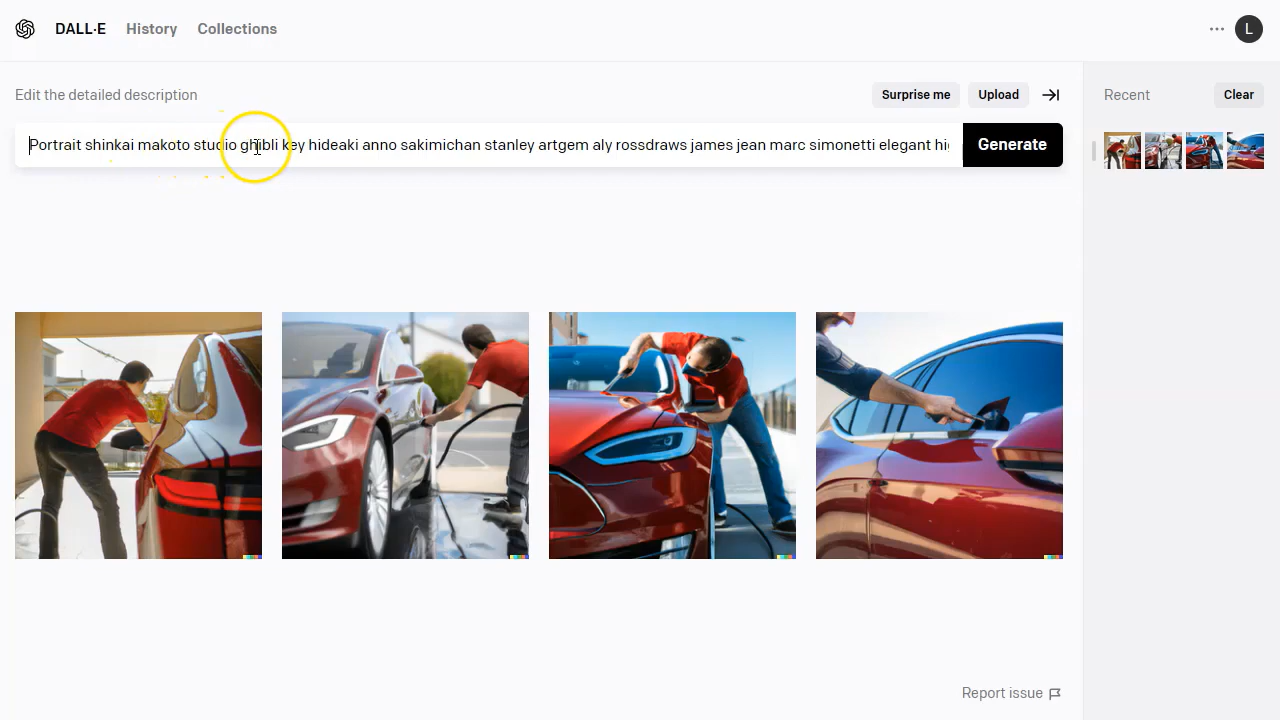 DALL·E History Collections
L
Edit the detailed description
Surprise me
Upload
Recent
Clear
Portrait shinkai makoto studio ghibli key hideaki anno sashimichan stanley artgem aly rossdraws james jean marc simonetti elegant hi
Generate
Report issue